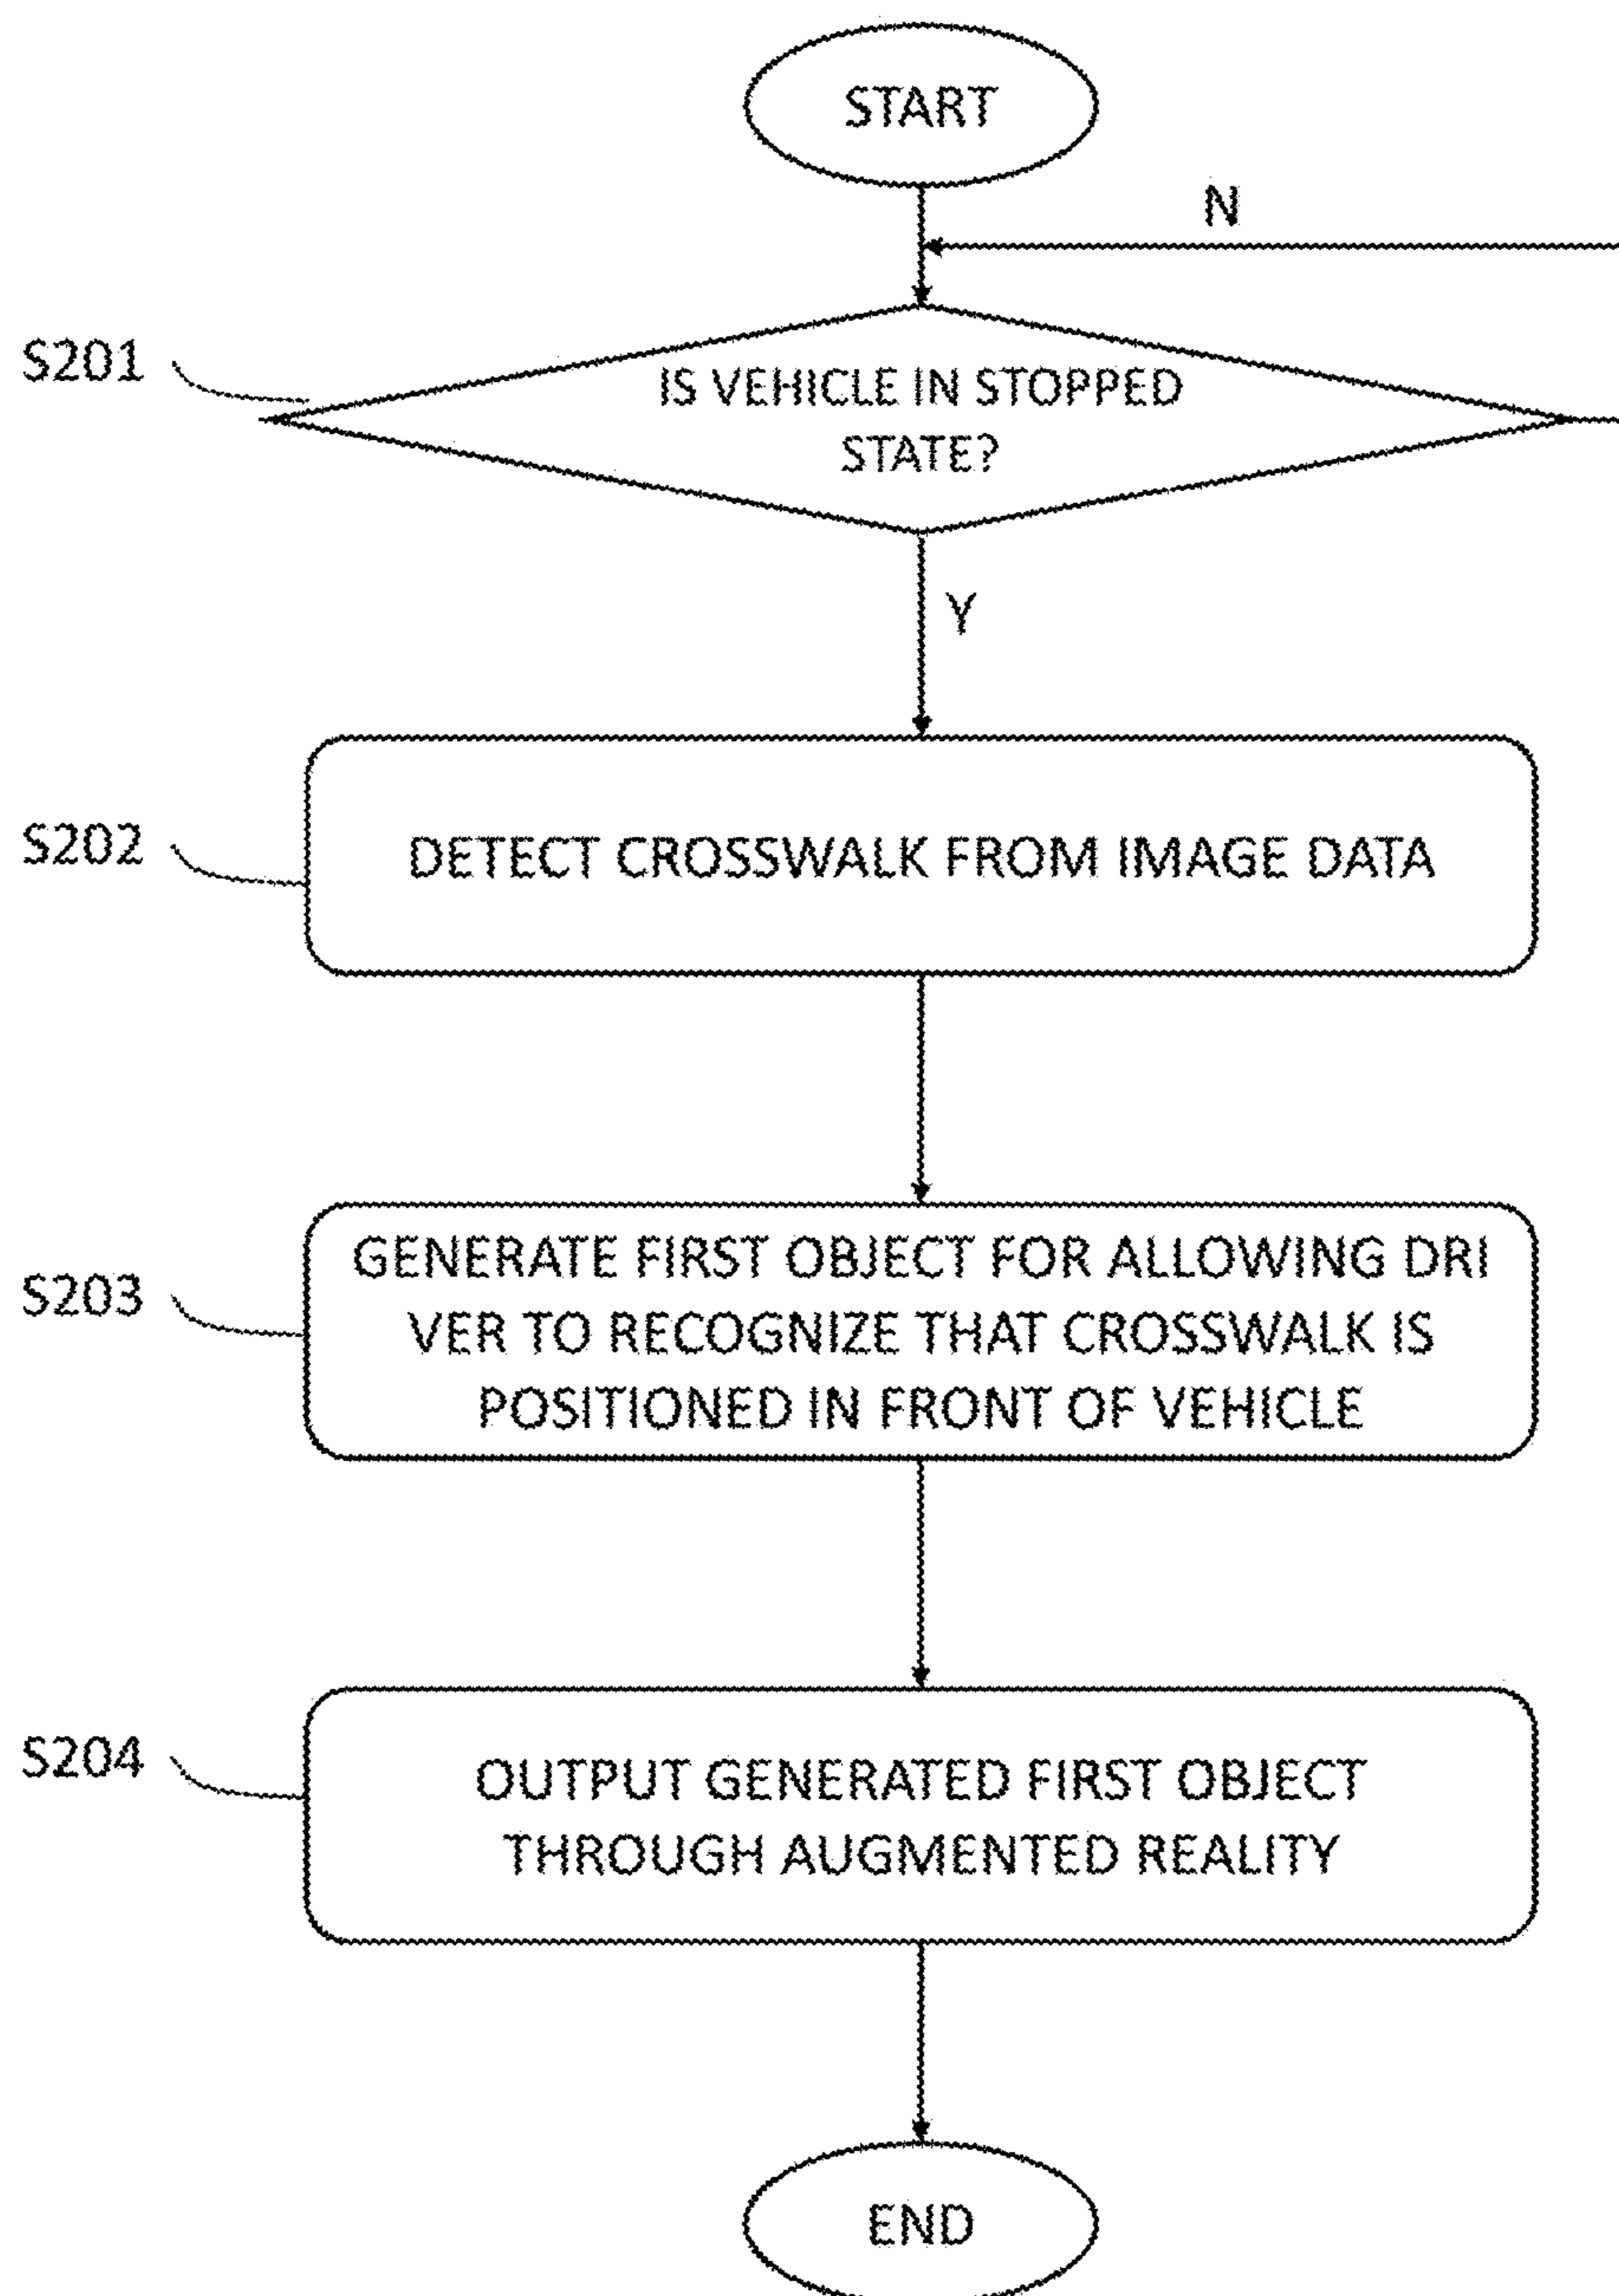 START
N
S201
IS VEHICLE IN STOPPED
STATE?
Y
S202
DETECT CROSSWALK FROM IMAGE DATA
S203
GENERATE FIRST OBJECT FOR ALLOWING DRI
VER TO RECOGNIZE THAT CROSSWALK IS
POSITIONED IN FRONT OF VEHICLE
S204
OUTPUT GENERATED FIRST OBJECT
THROUGH AUGMENTED REALITY
END